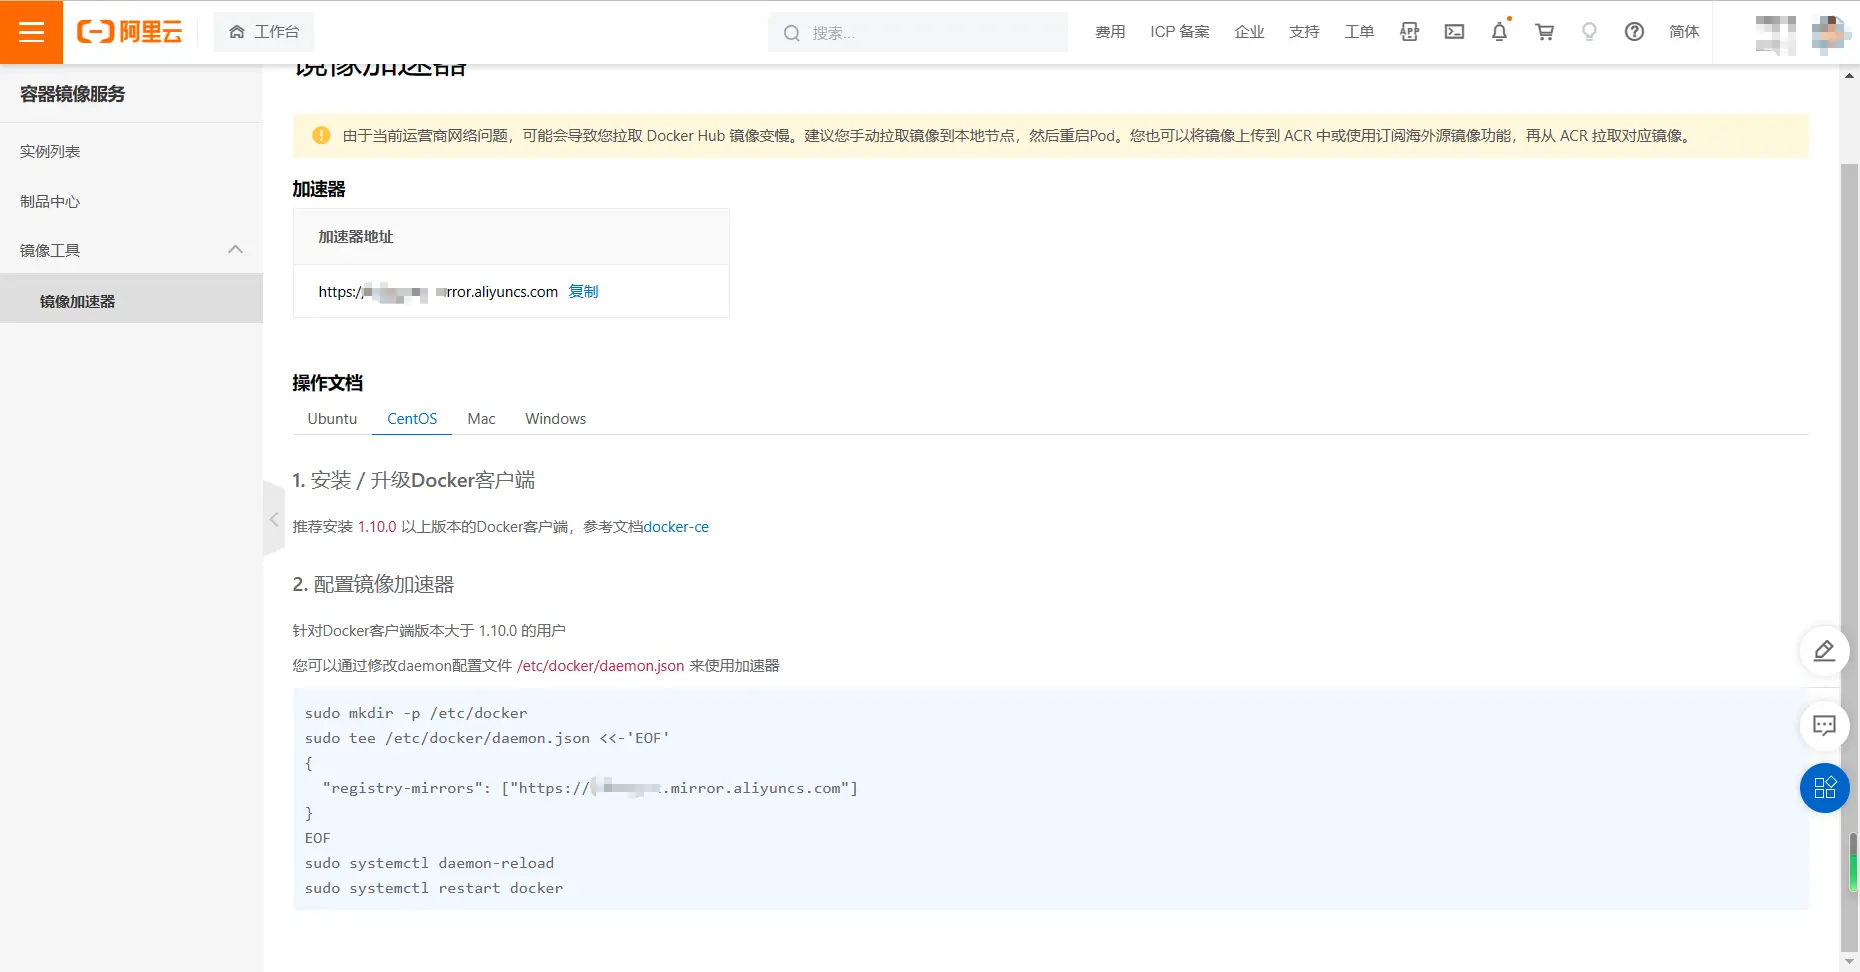 阿里云
工作台
搜索...
费用
ICP 备案
企业
支持
工单
APP
简体
容器镜像服务
实例列表
制品中心
镜像工具
镜像加速器
镜像加速器
由于当前运营商网络问题，可能会导致您拉取 Docker Hub 镜像变慢。建议您手动拉取镜像到本地节点，然后重启Pod。您也可以将镜像上传到 ACR 中或使用订阅海外源镜像功能，再从 ACR 拉取对应镜像。
加速器
加速器地址
https:/ rror.aliyuncs.com 复制
操作文档
Ubuntu CentOS Mac Windows
1. 安装 / 升级Docker客户端
推荐安装 1.10.0 以上版本的Docker客户端，参考文档docker-ce
2. 配置镜像加速器
针对Docker客户端版本大于 1.10.0 的用户
您可以通过修改daemon配置文件 /etc/docker/daemon.json 来使用加速器
sudo mkdir -p /etc/docker
sudo tee /etc/docker/daemon.json <<-'EOF'
{
"registry-mirrors": ["https:// .mirror.aliyuncs.com"]
}
EOF
sudo systemctl daemon-reload
sudo systemctl restart docker